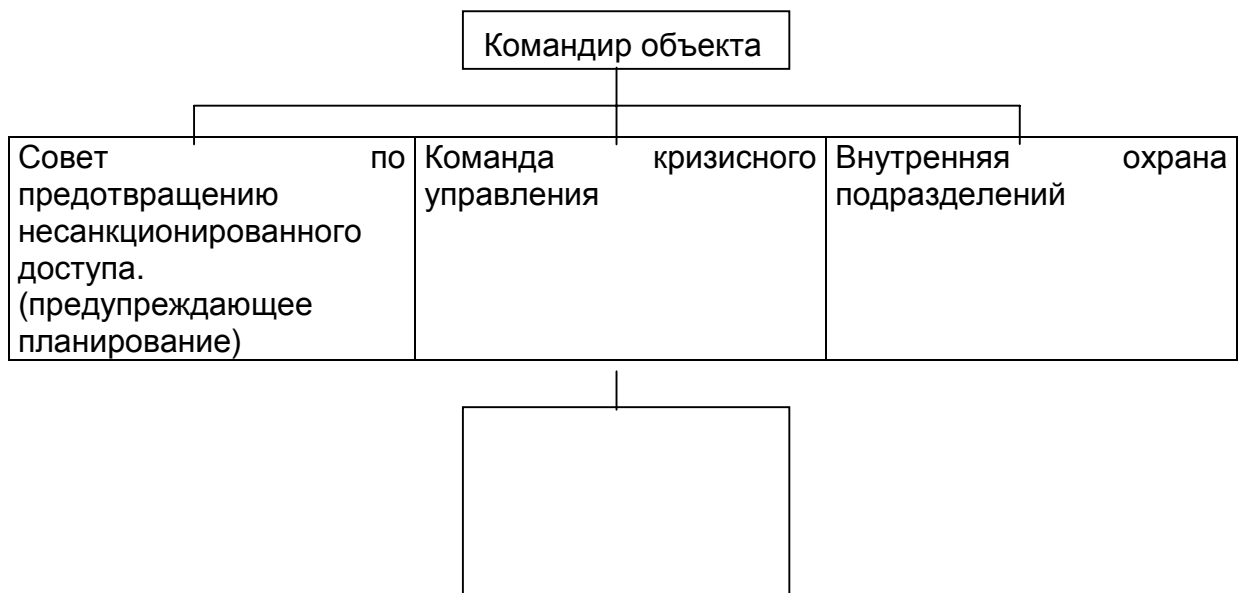 Командир объекта
Совет по
предотвращению
несанкционированного
доступа.
(предупреждающее
планирование)
Команда кризисного
управления
Внутренняя охрана
подразделений